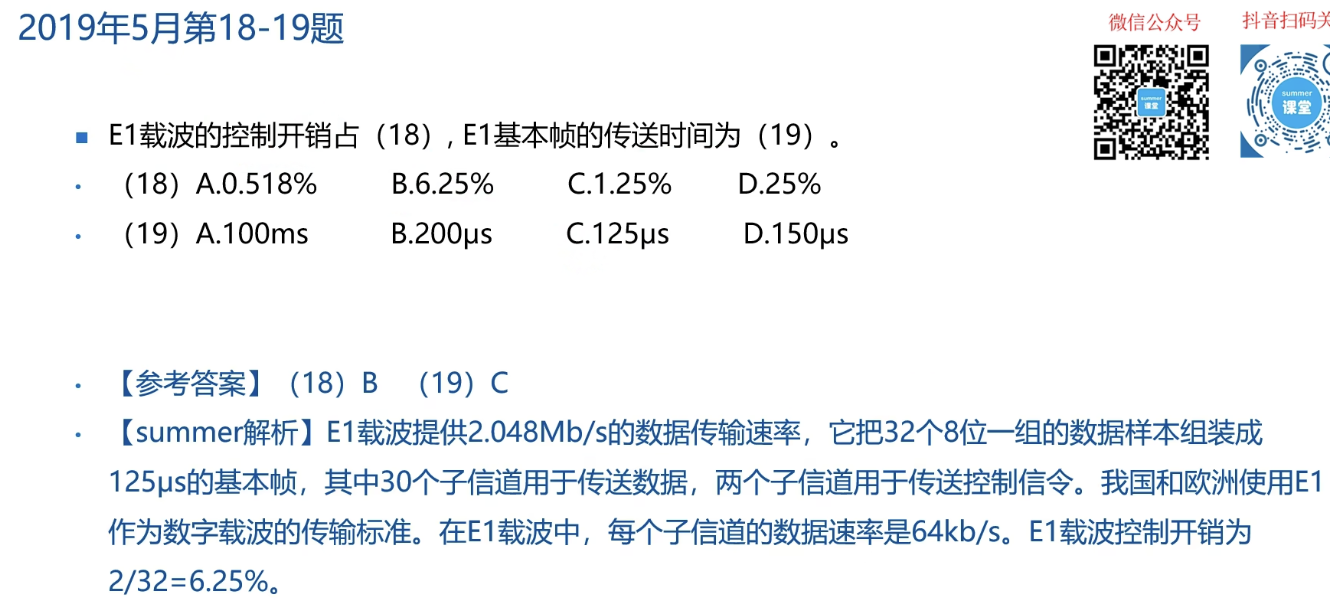 2019年5月第18-19题
微信公众号
抖音扫码关
summer
课堂
summer
课堂
■ E1载波的控制开销占（18）, E1基本帧的传送时间为（19）。
• （18）A.0.518% B.6.25% C.1.25% D.25%
• （19）A.100ms B.200μs C.125μs D.150μs
• 【参考答案】（18）B （19）C
• 【summer解析】E1载波提供2.048Mb/s的数据传输速率，它把32个8位一组的数据样本组装成
125μs的基本帧，其中30个子信道用于传送数据，两个子信道用于传送控制信令。我国和欧洲使用E1
作为数字载波的传输标准。在E1载波中，每个子信道的数据速率是64kb/s。E1载波控制开销为
2/32=6.25%。